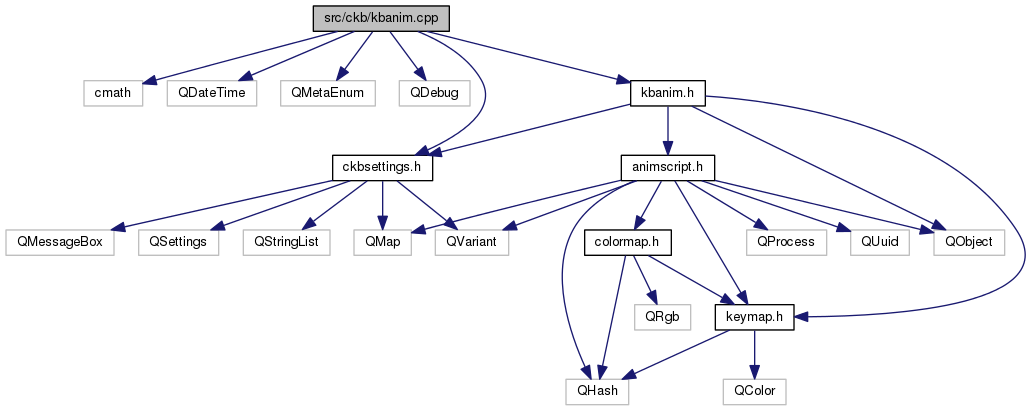 src/ckb/kbanim.cpp
cmath
QDateTime
QMetaEnum
QDebug
kbanim.h
ckbsettings.h
animscript.h
QMessageBox
QSettings
QStringList
QMap
QVariant
colormap.h
QProcess
QUuid
QObject
QRgb
keymap.h
QHash
QColor